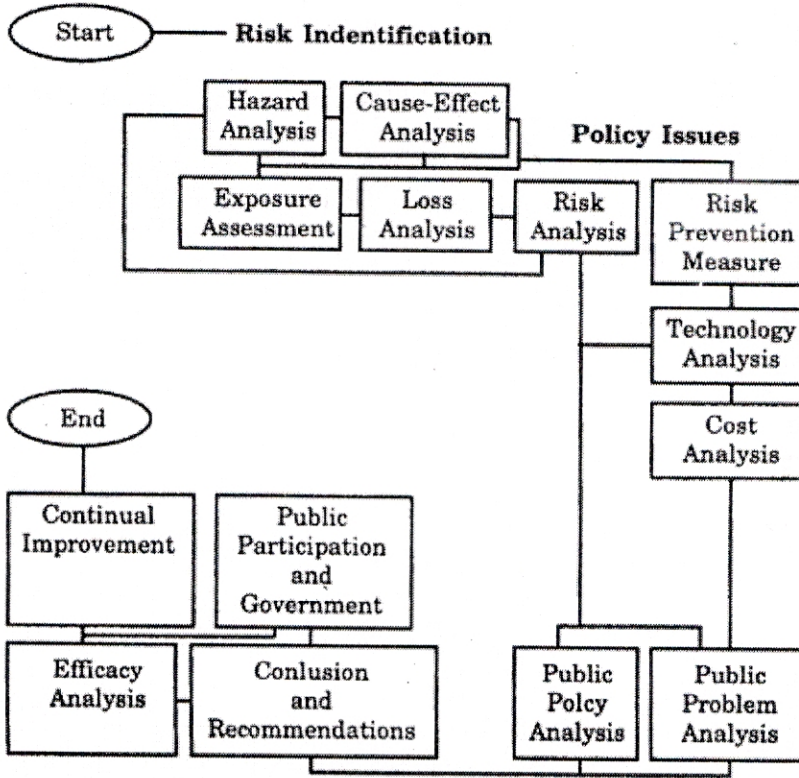 Start
Risk Indentification
Hazard
Analysis
Cause-Effect
Analysis
Policy Issues
Exposure
Assessment
Loss
Analysis
Risk
Analysis
Risk
Prevention
Measure
Technology
Analysis
Cost
Analysis
End
Continual
Improvement
Public
Participation
and
Government
Efficacy
Analysis
Conlusion
and
Recommendations
Public
Polcy
Analysis
Public
Problem
Analysis